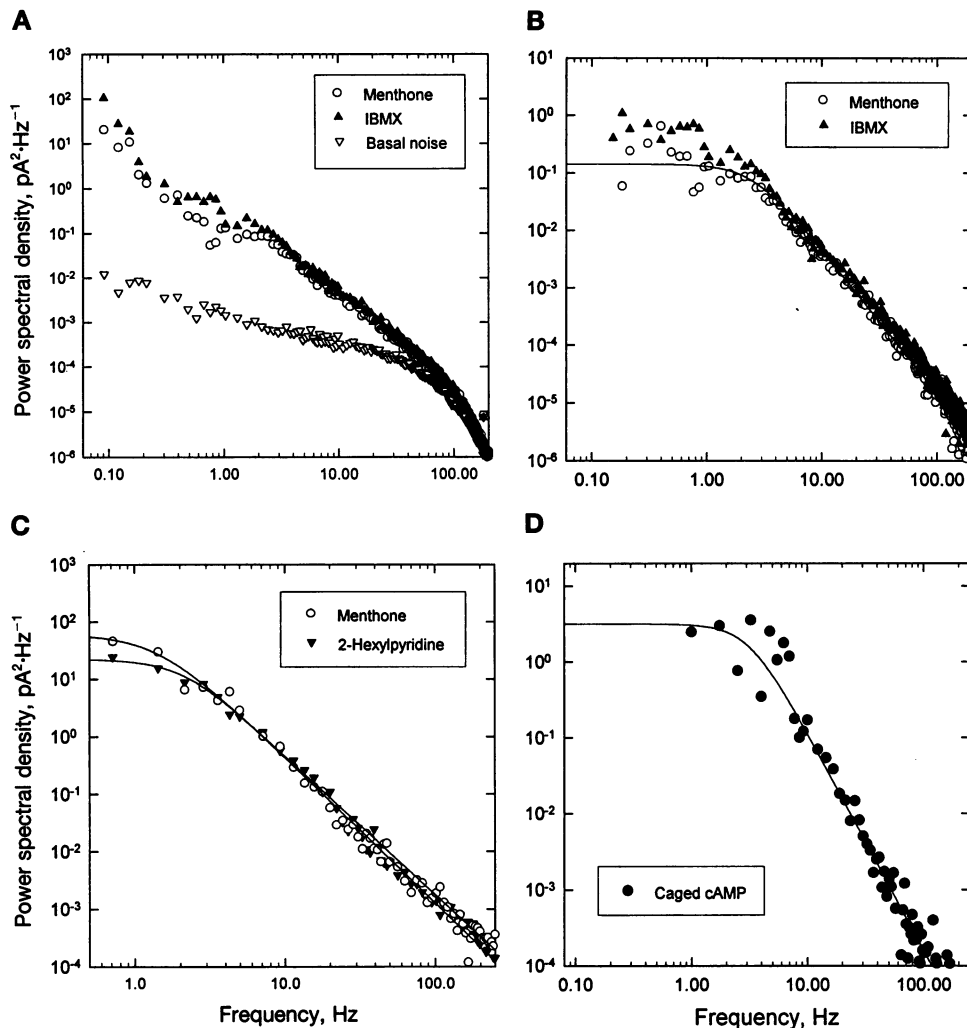 A
Power spectral density, pA²·Hz⁻¹
10³
10²
10¹
10⁰
10⁻¹
10⁻²
10⁻³
10⁻⁴
10⁻⁵
10⁻⁶
0.10 1.00 10.00 100.00
Menthone
IBMX
Basal noise
B
10¹
10⁰
10⁻¹
10⁻²
10⁻³
10⁻⁴
10⁻⁵
10⁻⁶
0.10 1.00 10.00 100.00
Menthone
IBMX
C
Power spectral density, pA²·Hz⁻¹
10³
10²
10¹
10⁰
10⁻¹
10⁻²
10⁻³
10⁻⁴
1.0 10.0 100.0
Frequency, Hz
Menthone
2-Hexylpyridine
D
10¹
10⁰
10⁻¹
10⁻²
10⁻³
10⁻⁴
0.10 1.00 10.00 100.00
Frequency, Hz
Caged cAMP